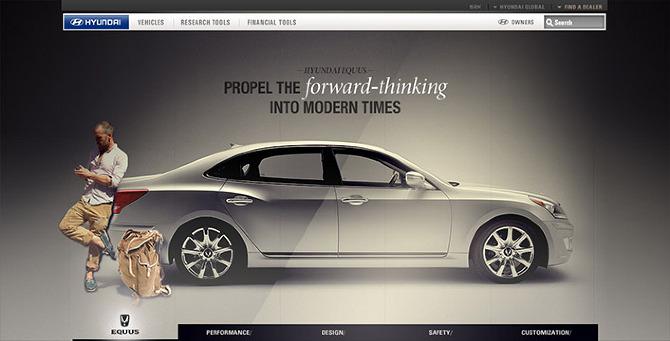 HYUNDAI GLOBAL
FIND A DEALER
HYUNDAI
VEHICLES
RESEARCH TOOLS
FINANCIAL TOOLS
OWNERS
Search
HYUNDAI EQUUS
PROPEL THE forward-thinking
INTO MODERN TIMES
EQUUS
PERFORMANCE/
DESIGN/
SAFETY/
CUSTOMIZATION/